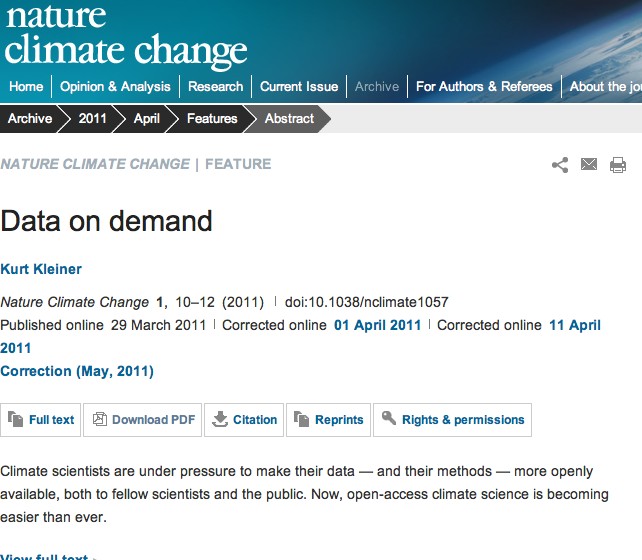 nature
climate change
Home Opinion & Analysis Research Current Issue Archive For Authors & Referees About the
Archive 2011 April Features Abstract
NATURE CLIMATE CHANGE | FEATURE
Data on demand
Kurt Kleiner
Nature Climate Change 1, 10–12 (2011) | doi:10.1038/nclimate1057
Published online 29 March 2011 | Corrected online 01 April 2011 | Corrected online 11 April
2011
Correction (May, 2011)
Full text Download PDF Citation Reprints Rights & permissions
Climate scientists are under pressure to make their data — and their methods — more openly
available, both to fellow scientists and the public. Now, open-access climate science is becoming
easier than ever.
View full text